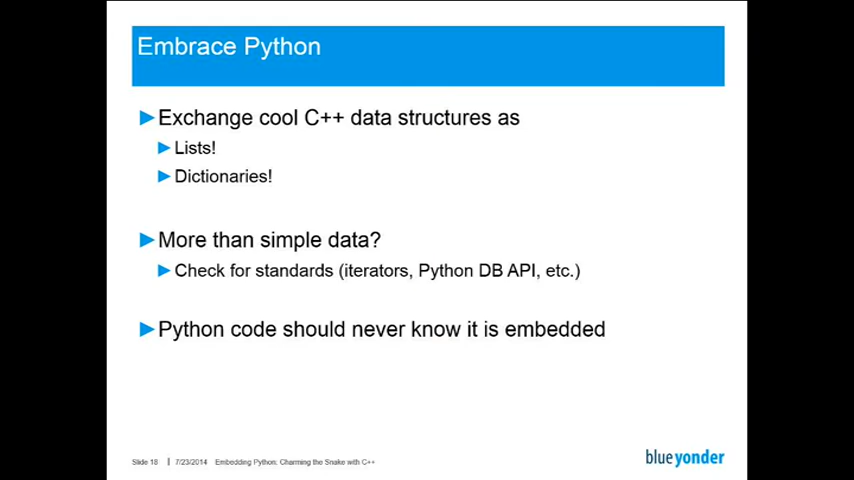 Embrace Python
Exchange cool C++ data structures as
Lists!
Dictionaries!
More than simple data?
Check for standards (iterators, Python DB API, etc.)
Python code should never know it is embedded
Slide 18 | 7/23/2014 Embedding Python: Charming the Snake with C++
blueyonder